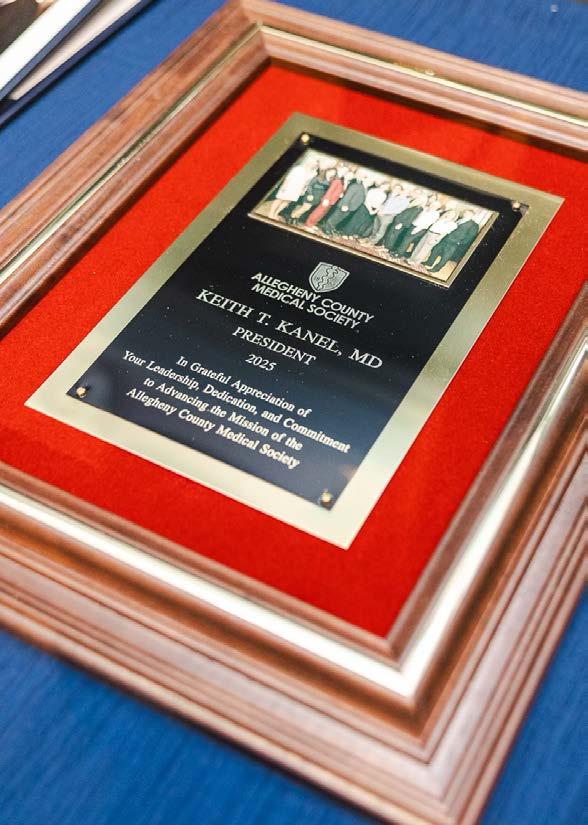 ALLEGHENY COUNTY
MEDICAL SOCIETY
KEITH T. KANEL, MD
PRESIDENT
2025
In Grateful Appreciation of
Your Leadership, Dedication, and Commitment
to Advancing the Mission of the
Allegheny County Medical Society